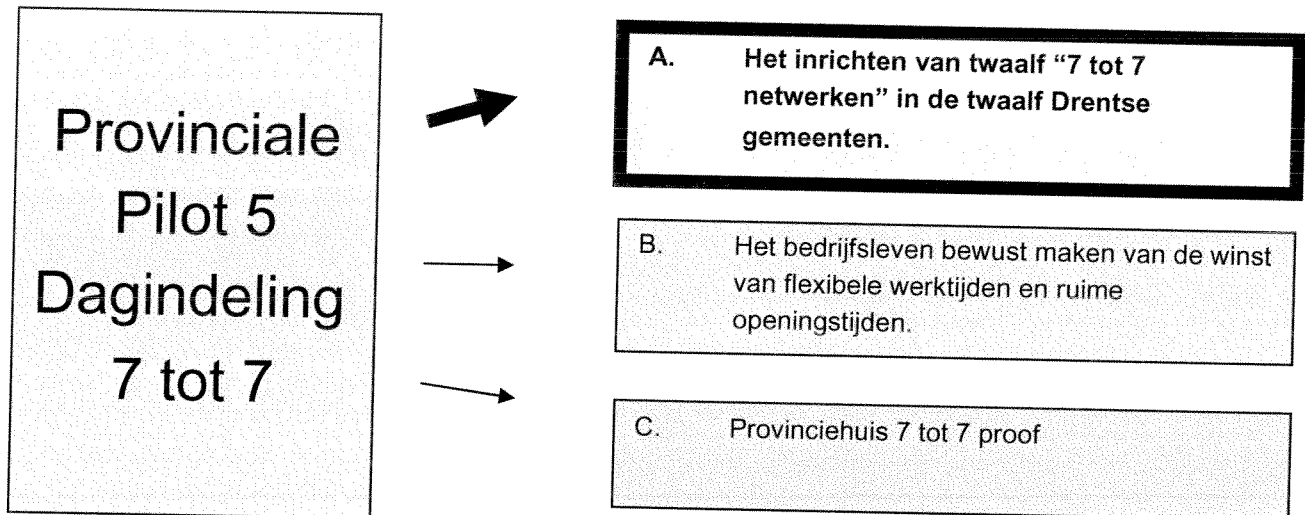 Provinciale
Pilot 5
Dagindeling
7 tot 7
A. Het inrichten van twaalf “7 tot 7
netwerken” in de twaalf Drentse
gemeenten.
B. Het bedrijfsleven bewust maken van de winst
van flexibele werktijden en ruime
openingstijden.
C. Provinciehuis 7 tot 7 proof